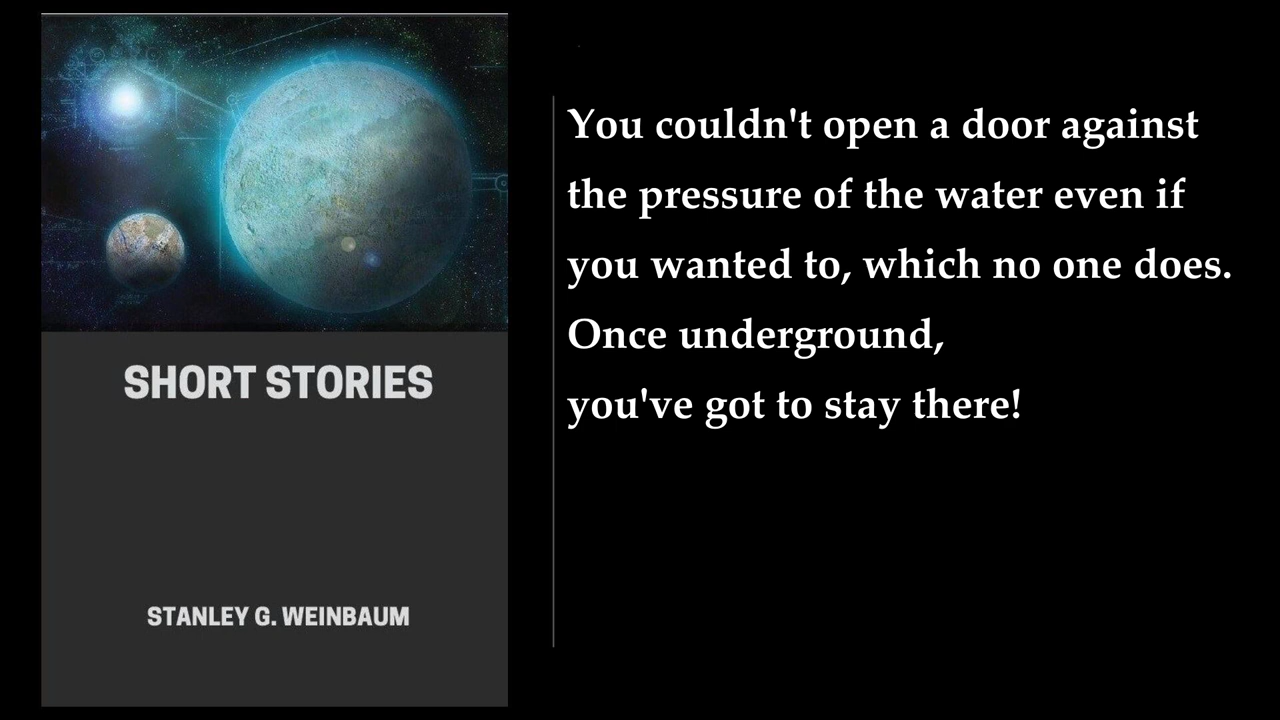 SHORT STORIES
STANLEY G. WEINBAUM
You couldn't open a door against
the pressure of the water even if
you wanted to, which no one does.
Once underground,
you've got to stay there!